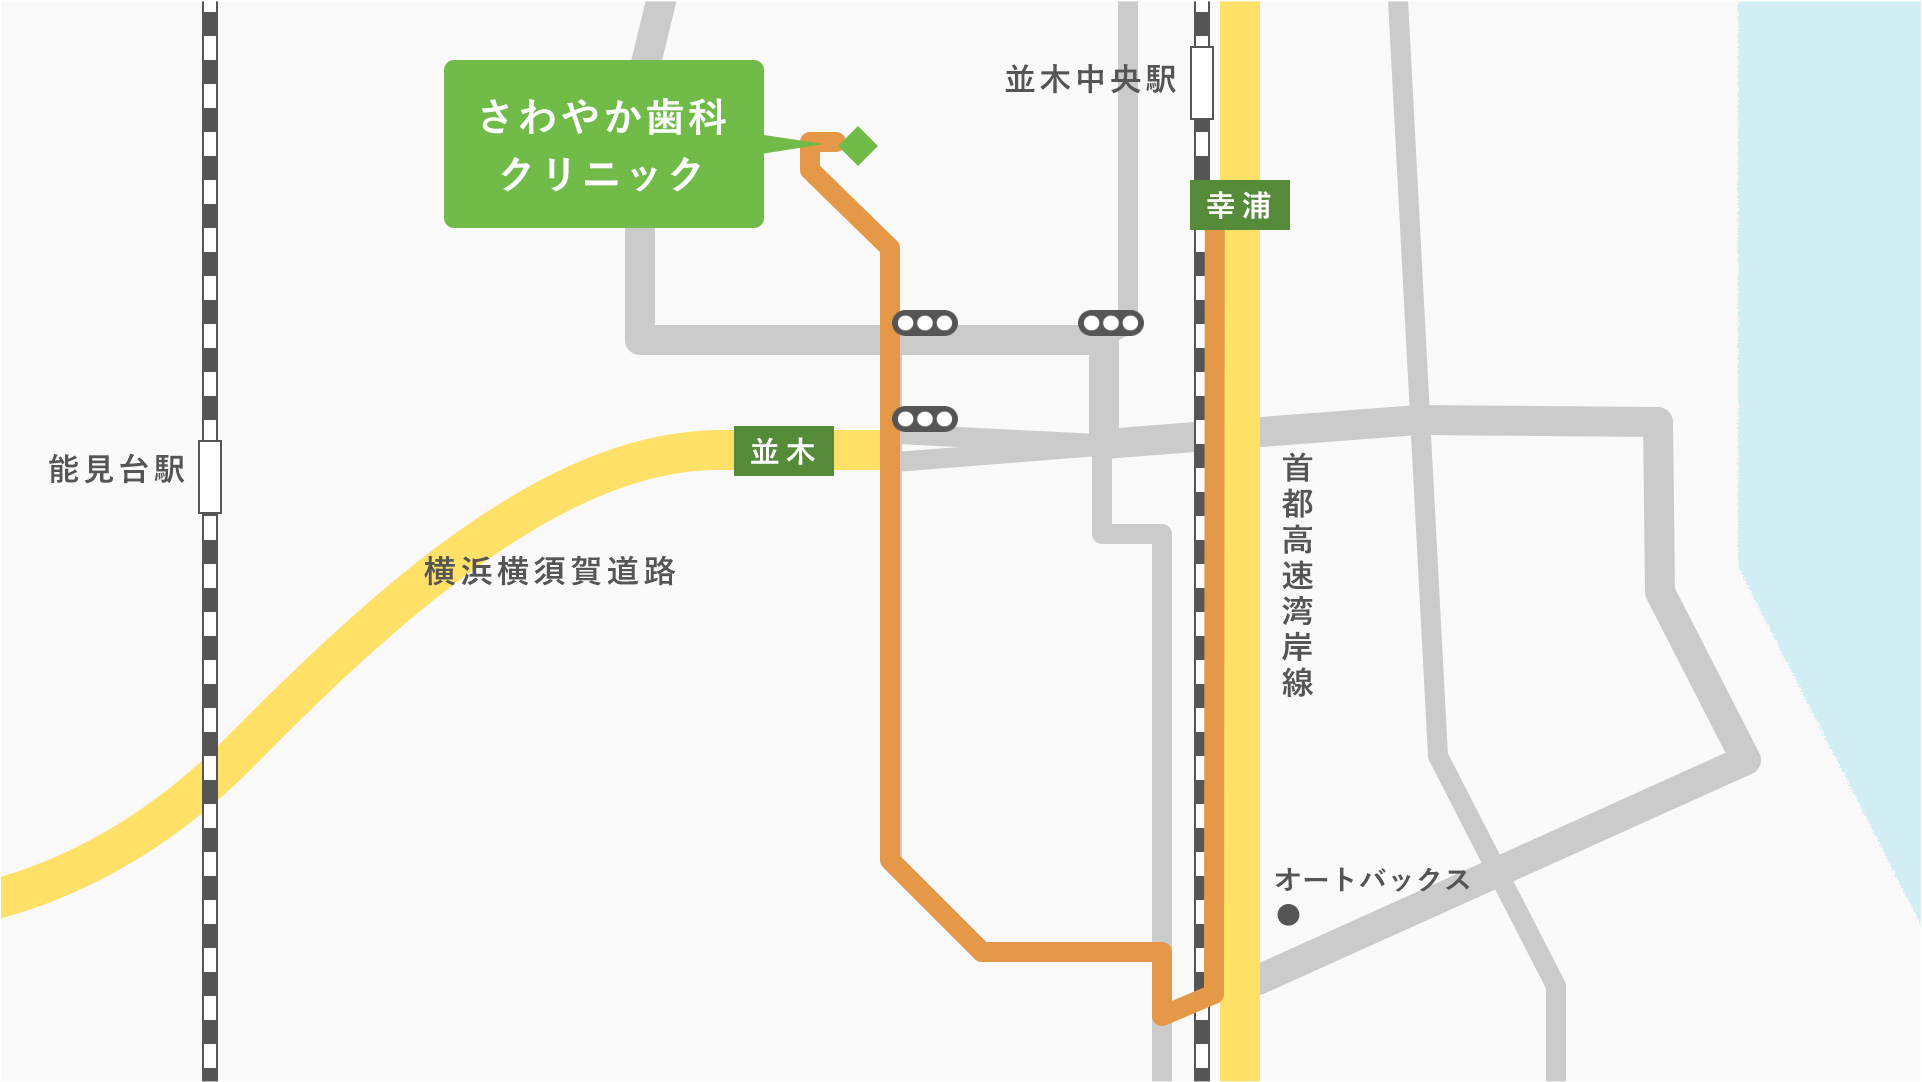 並木中央駅
さわやか歯科
クリニック
幸浦
並木
能見台駅
首都高速湾岸線
横浜横須賀道路
オートバックス